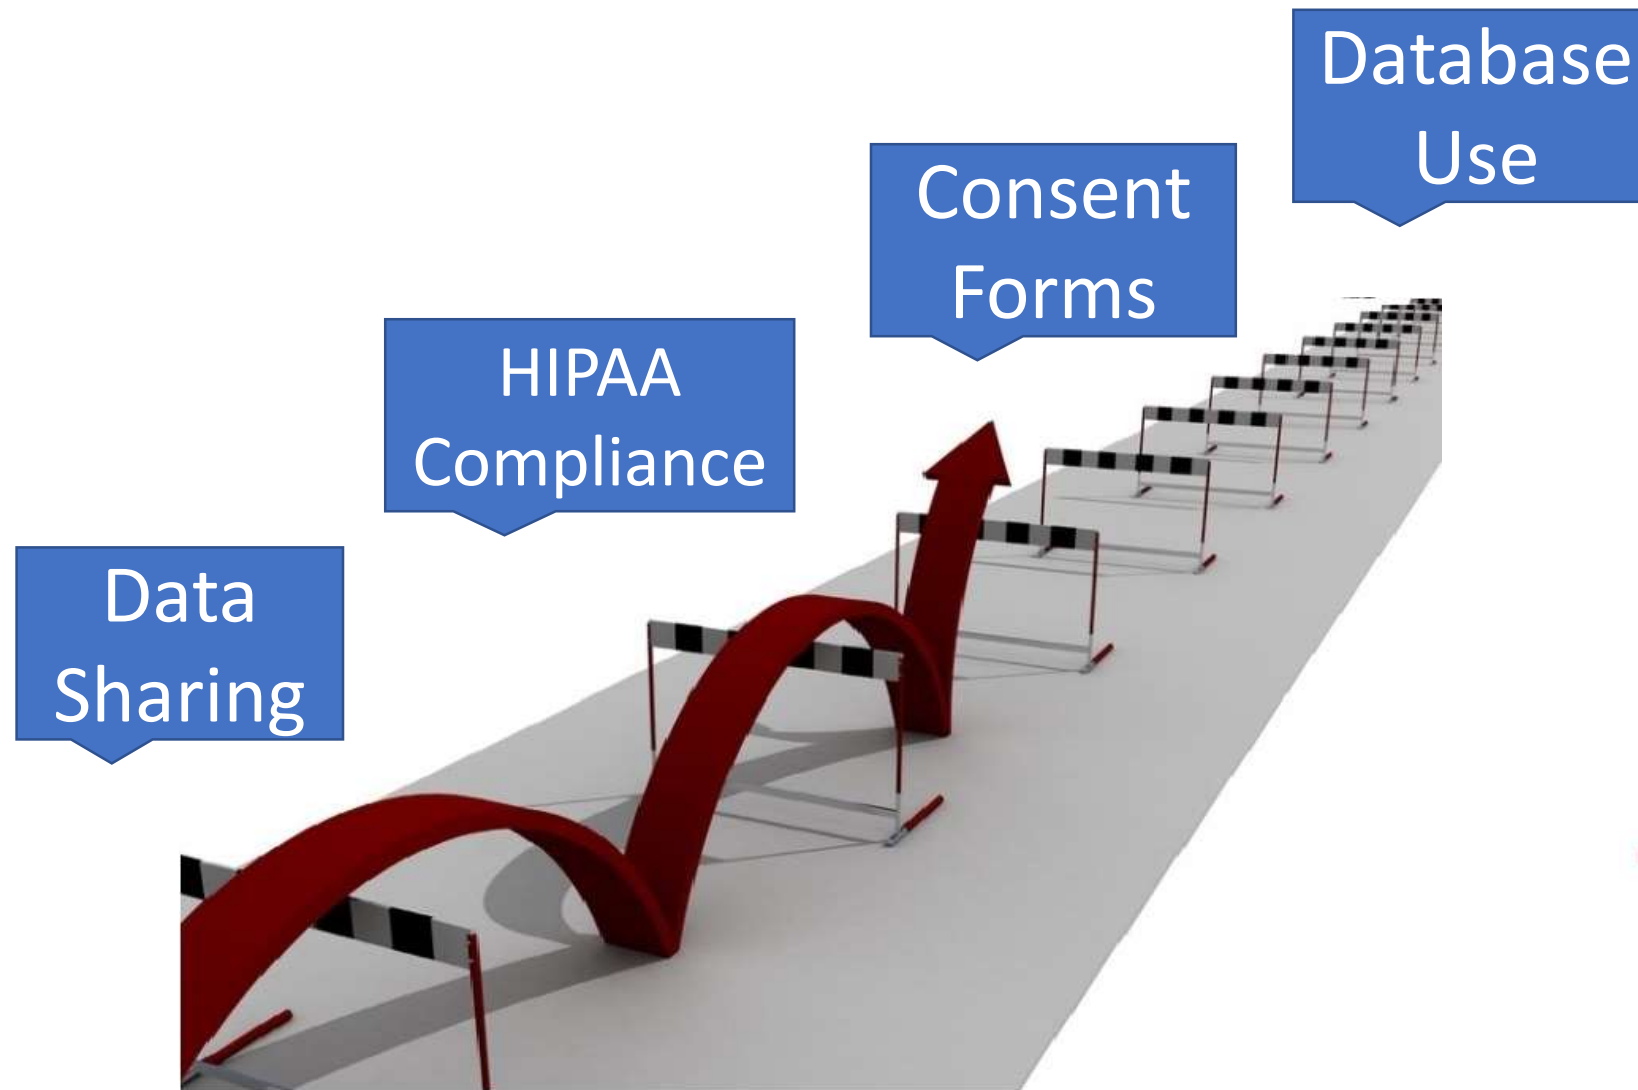 Database
Use
Consent
Forms
HIPAA
Compliance
Data
Sharing